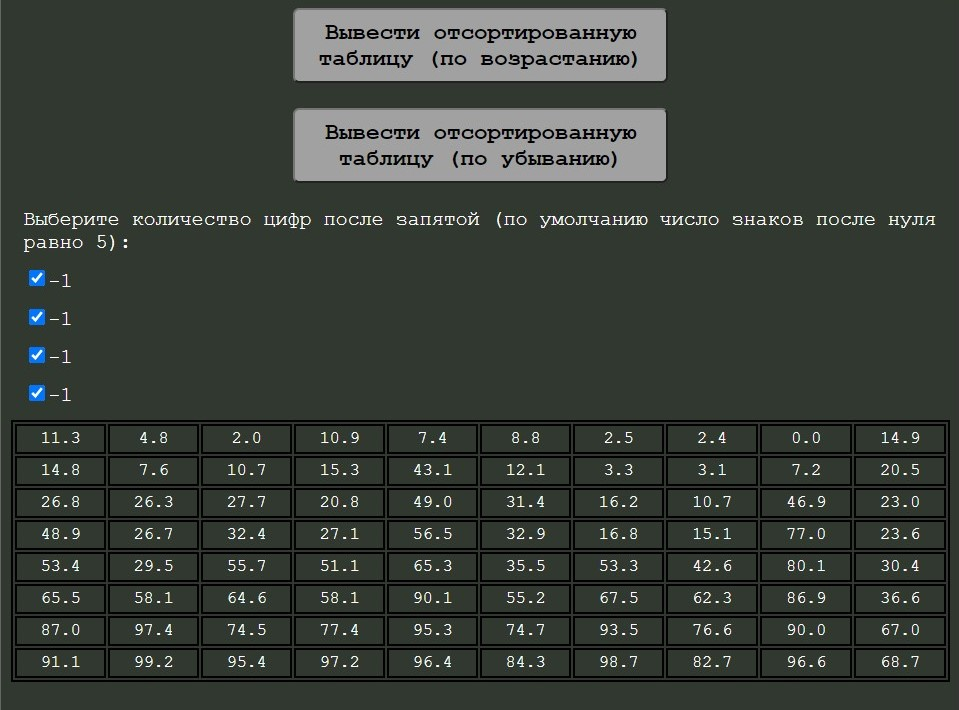 Вывести отсортированную
таблицу (по возрастанию)
Вывести отсортированную
таблицу (по убыванию)
Выберите количество цифр после запятой (по умолчанию число знаков после нуля
равно 5):
-1
-1
-1
-1
11.3 4.8 2.0 10.9 7.4 8.8 2.5 2.4 0.0 14.9
14.8 7.6 10.7 15.3 43.1 12.1 3.3 3.1 7.2 20.5
26.8 26.3 27.7 20.8 49.0 31.4 16.2 10.7 46.9 23.0
48.9 26.7 32.4 27.1 56.5 32.9 16.8 15.1 77.0 23.6
53.4 29.5 55.7 51.1 65.3 35.5 53.3 42.6 80.1 30.4
65.5 58.1 64.6 58.1 90.1 55.2 67.5 62.3 86.9 36.6
87.0 97.4 74.5 77.4 95.3 74.7 93.5 76.6 90.0 67.0
91.1 99.2 95.4 97.2 96.4 84.3 98.7 82.7 96.6 68.7